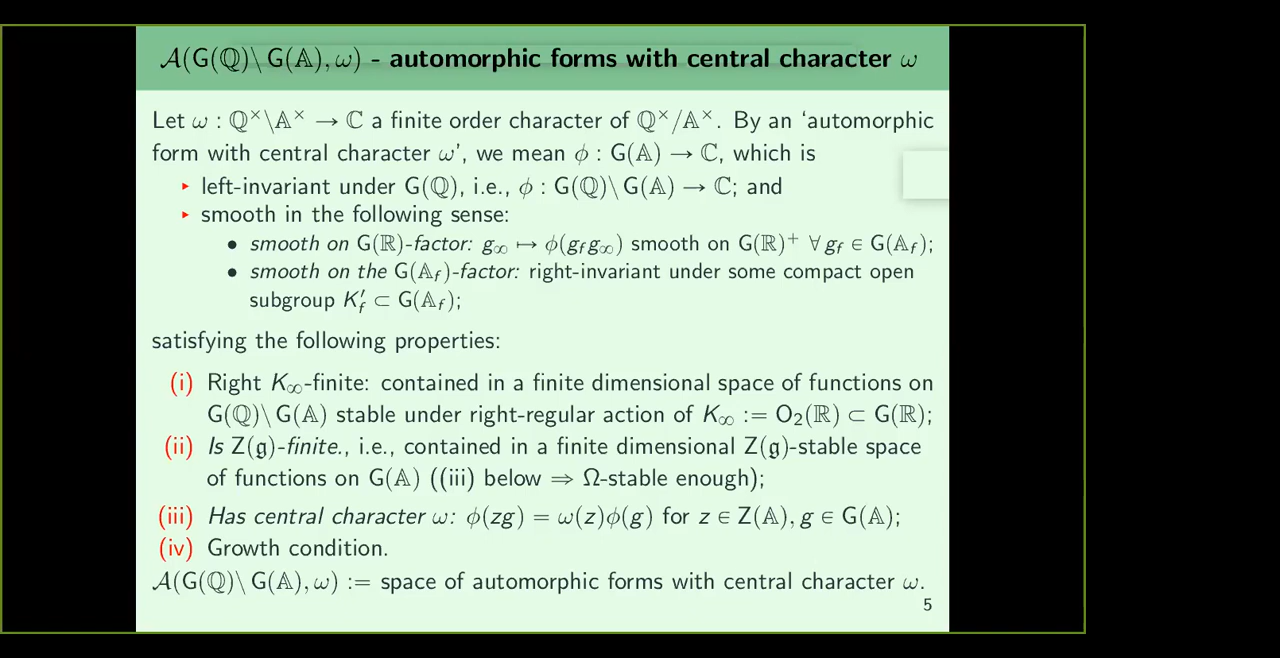 𝒜(G(ℚ)\ G(𝔸), ω) - automorphic forms with central character ω
Let ω : ℚ×\𝔸× → ℂ a finite order character of ℚ×/𝔸×. By an ‘automorphic
form with central character ω’, we mean ϕ : G(𝔸) → ℂ, which is
▸ left-invariant under G(ℚ), i.e., ϕ : G(ℚ)\ G(𝔸) → ℂ; and
▸ smooth in the following sense:
• smooth on G(ℝ)-factor: g∞ ↦ ϕ(g_f g∞) smooth on G(ℝ)⁺ ∀ g_f ∈ G(𝔸_f);
• smooth on the G(𝔸_f)-factor: right-invariant under some compact open
subgroup K′_f ⊂ G(𝔸_f);
satisfying the following properties:
(i) Right K∞-finite: contained in a finite dimensional space of functions on
G(ℚ)\ G(𝔸) stable under right-regular action of K∞ := O₂(ℝ) ⊂ G(ℝ);
(ii) Is Z(𝔤)-finite., i.e., contained in a finite dimensional Z(𝔤)-stable space
of functions on G(𝔸) ((iii) below ⇒ Ω-stable enough);
(iii) Has central character ω: ϕ(zg) = ω(z)ϕ(g) for z ∈ Z(𝔸), g ∈ G(𝔸);
(iv) Growth condition.
𝒜(G(ℚ)\ G(𝔸), ω) := space of automorphic forms with central character ω.
5